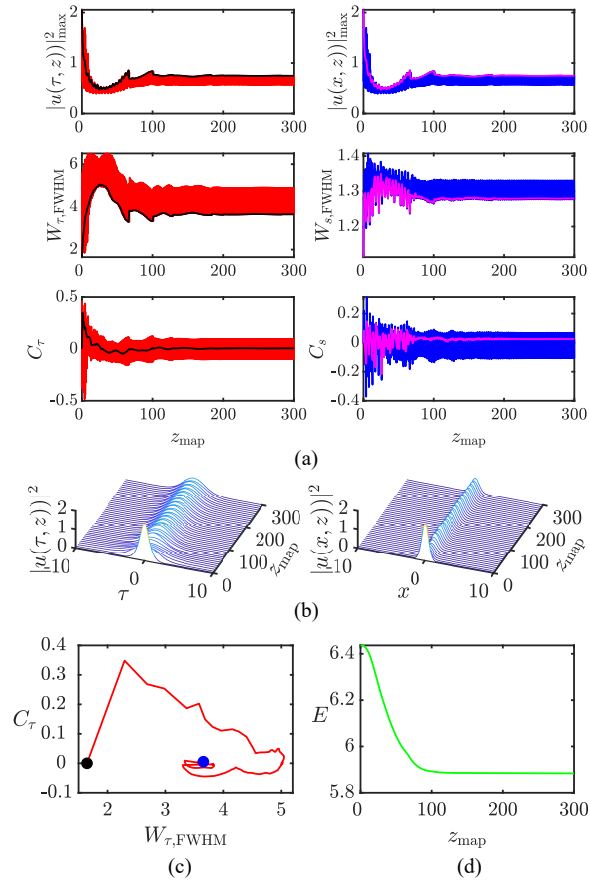 |u(τ, z))|²max
2
1
0
0 100 200 300
|u(x, z))|²max
2
1
0
0 100 200 300
Wτ,FWHM
6
4
2
0 100 200 300
Ws,FWHM
1.4
1.3
1.2
0 100 200 300
Cτ
0.5
0
-0.5
0 100 200 300
zmap
Cs
0.2
0
-0.2
-0.4
0 100 200 300
zmap
(a)
|u(τ, z))|²
2
1
0
-10 0 10
τ
0 100 200 300
zmap
|u(x, z))|²
2
1
0
-10 0 10
x
0 100 200 300
zmap
(b)
Cτ
0.4
0.3
0.2
0.1
0
-0.1
2 3 4 5
Wτ,FWHM
(c)
E
6.4
6.2
6
5.8
0 100 200 300
zmap
(d)